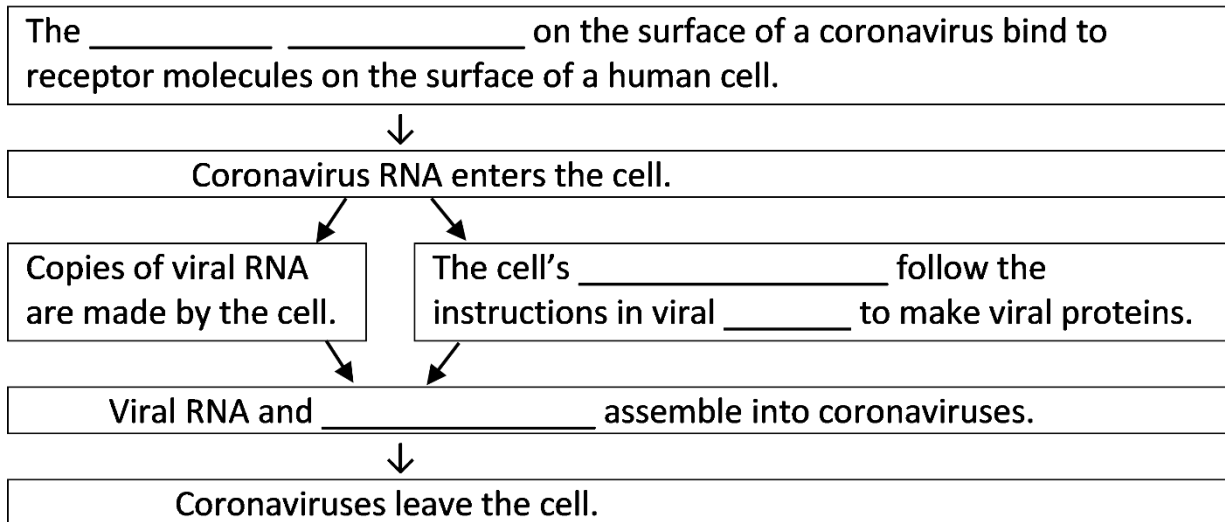 The __________ _____________ on the surface of a coronavirus bind to
receptor molecules on the surface of a human cell.
Coronavirus RNA enters the cell.
Copies of viral RNA
are made by the cell.
The cell’s _________________ follow the
instructions in viral _______ to make viral proteins.
Viral RNA and _______________ assemble into coronaviruses.
Coronaviruses leave the cell.